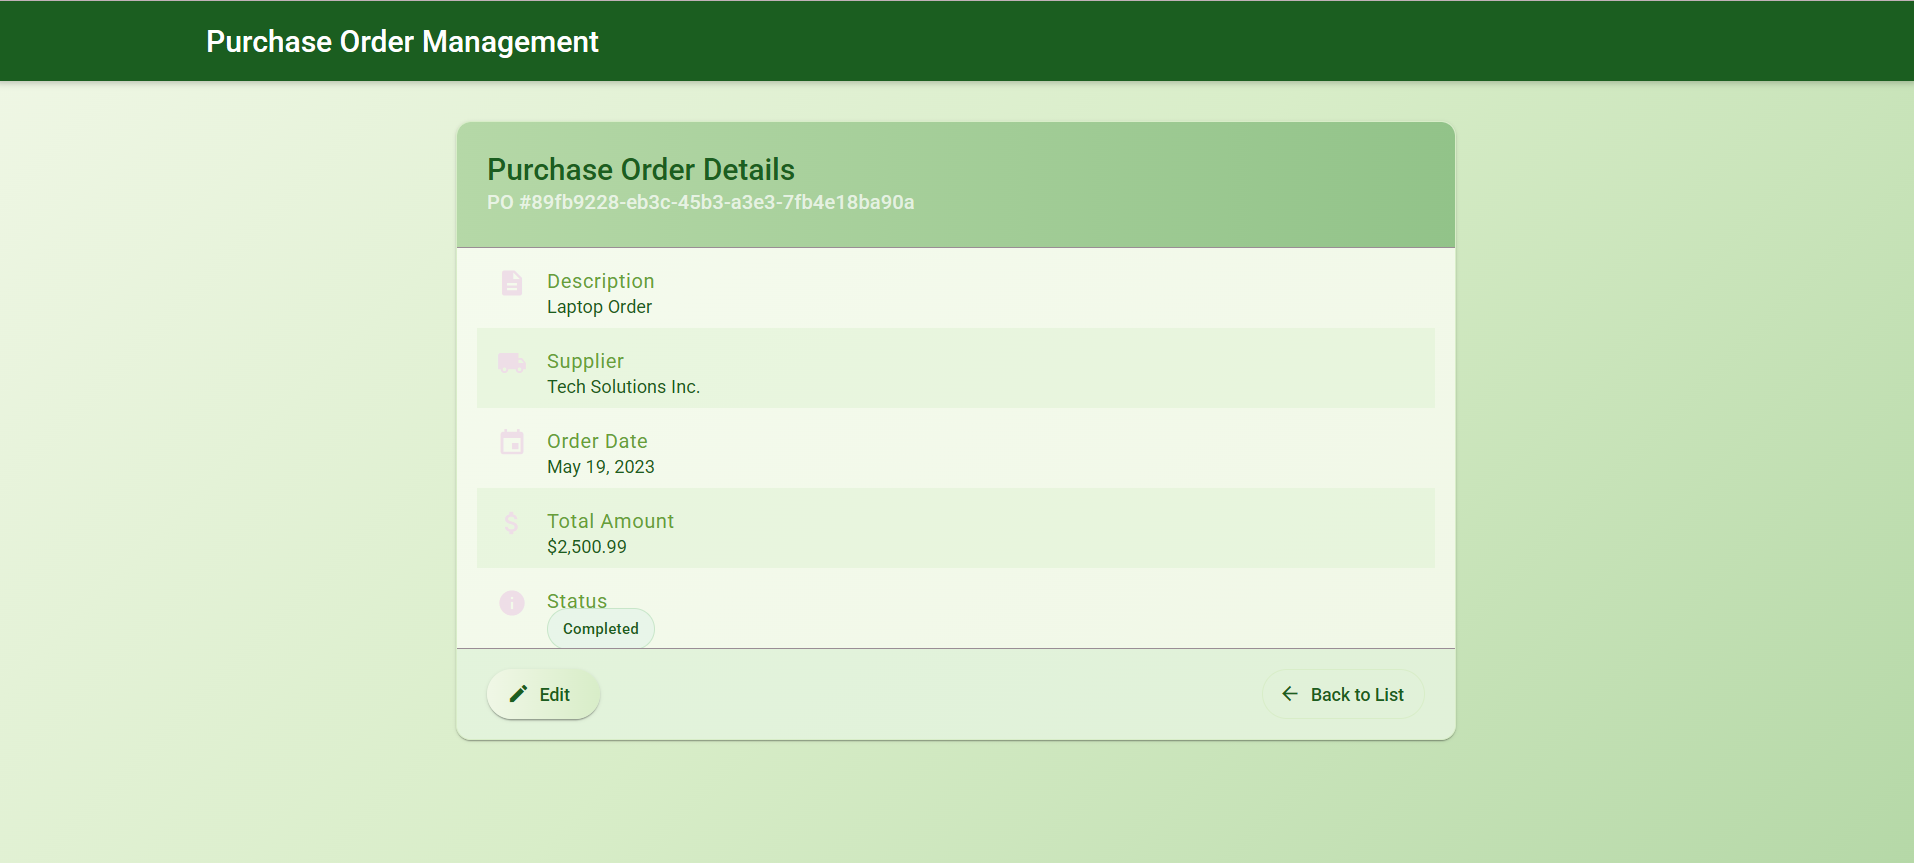 Purchase Order Management
Purchase Order Details
PO #89fb9228-eb3c-45b3-a3e3-7fb4e18ba90a
Description
Laptop Order
Supplier
Tech Solutions Inc.
Order Date
May 19, 2023
Total Amount
$2,500.99
Status
Completed
Edit
Back to List